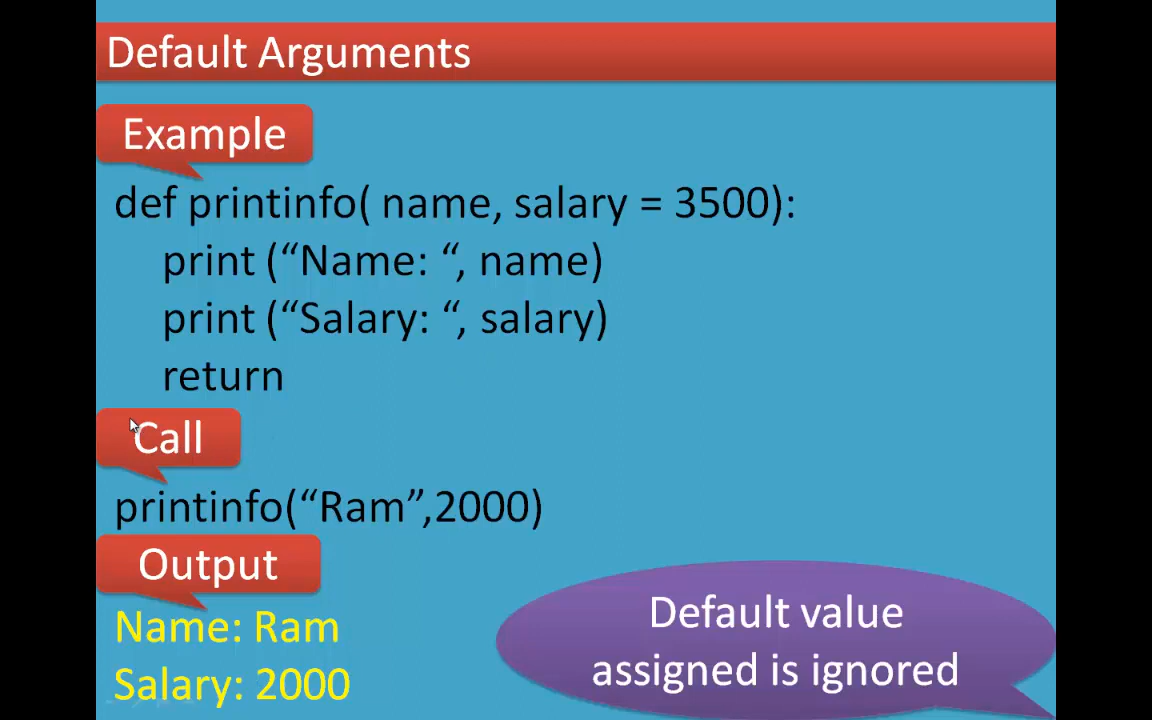 Default Arguments
Example
def printinfo( name, salary = 3500):
print (“Name: “, name)
print (“Salary: “, salary)
return
Call
printinfo(“Ram”,2000)
Output
Name: Ram
Salary: 2000
Default value
assigned is ignored